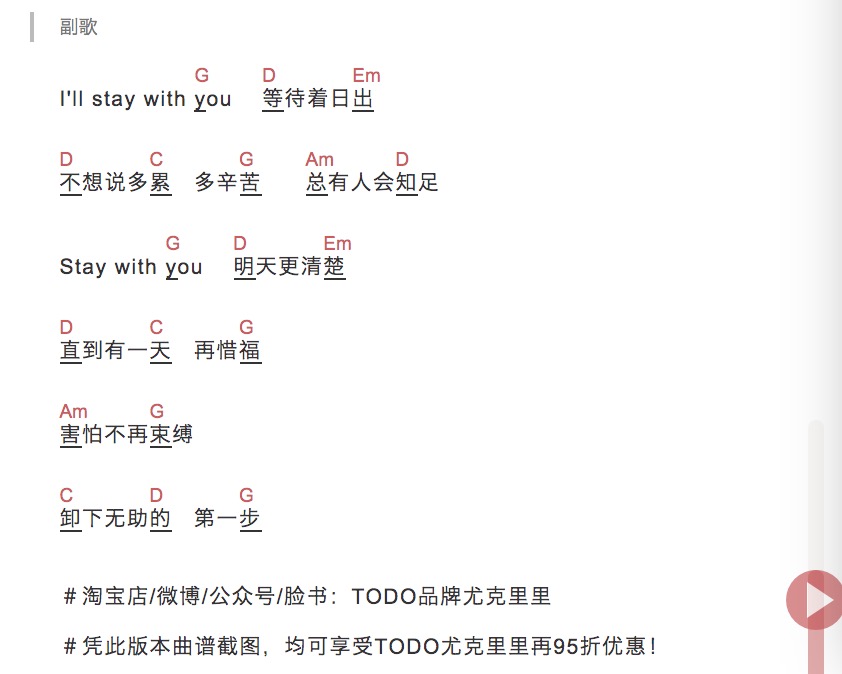 副歌
G D Em
I'll stay with you 等待着日出
D C G Am D
不想说多累 多辛苦 总有人会知足
G D Em
Stay with you 明天更清楚
D C G
直到有一天 再惜福
Am G
害怕不再束缚
C D G
卸下无助的 第一步
# 淘宝店/微博/公众号/脸书：TODO品牌尤克里里
# 凭此版本曲谱截图，均可享受TODO尤克里里再95折优惠！